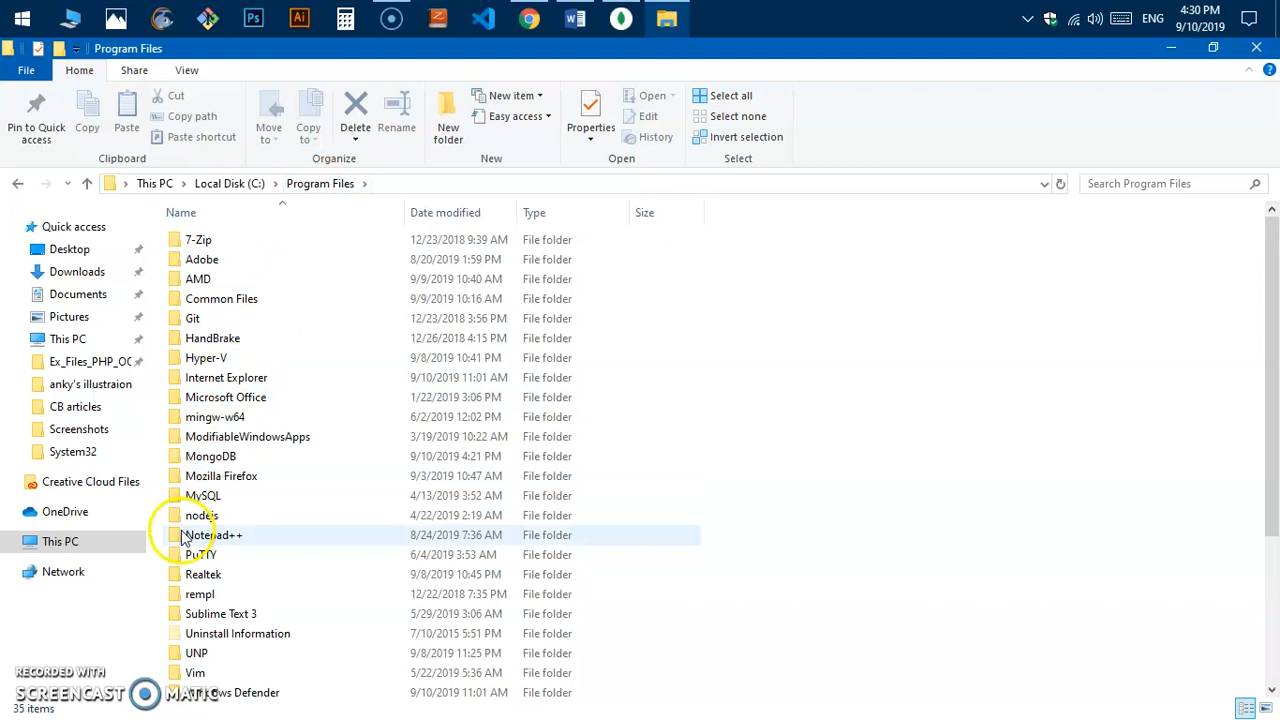 Ps Ai ENG 4:30 PM
9/10/2019
Program Files
File Home Share View
Pin to Quick access Copy Paste Cut Copy path Paste shortcut Move to Copy to Delete Rename New folder New item Easy access Properties Open Edit History Select all Select none Invert selection
Clipboard Organize New Open Select
This PC Local Disk (C:) Program Files Search Program Files
Name Date modified Type Size
Quick access
Desktop
Downloads
Documents
Pictures
This PC
Ex_Files_PHP_OC
anky's illustraion
CB articles
Screenshots
System32
Creative Cloud Files
OneDrive
This PC
Network
7-Zip 12/23/2018 9:39 AM File folder
Adobe 8/20/2019 1:59 PM File folder
AMD 9/9/2019 10:40 AM File folder
Common Files 9/9/2019 10:16 AM File folder
Git 12/23/2018 3:56 PM File folder
HandBrake 12/26/2018 4:15 PM File folder
Hyper-V 9/8/2019 10:41 PM File folder
Internet Explorer 9/10/2019 11:01 AM File folder
Microsoft Office 1/22/2019 3:06 PM File folder
mingw-w64 6/2/2019 12:02 PM File folder
ModifiableWindowsApps 3/19/2019 10:22 AM File folder
MongoDB 9/10/2019 4:21 PM File folder
Mozilla Firefox 9/3/2019 10:47 AM File folder
MySQL 4/13/2019 3:52 AM File folder
nodejs 4/22/2019 2:19 AM File folder
Notepad++ 8/24/2019 7:36 AM File folder
PuTTY 6/4/2019 3:53 AM File folder
Realtek 9/8/2019 10:45 PM File folder
rempl 12/22/2018 7:35 PM File folder
Sublime Text 3 5/29/2019 3:06 AM File folder
Uninstall Information 7/10/2015 5:51 PM File folder
UNP 9/8/2019 11:25 PM File folder
Vim 5/22/2019 5:36 AM File folder
Windows Defender 9/10/2019 11:01 AM File folder
RECORDED WITH
SCREENCAST MATIC
35 items